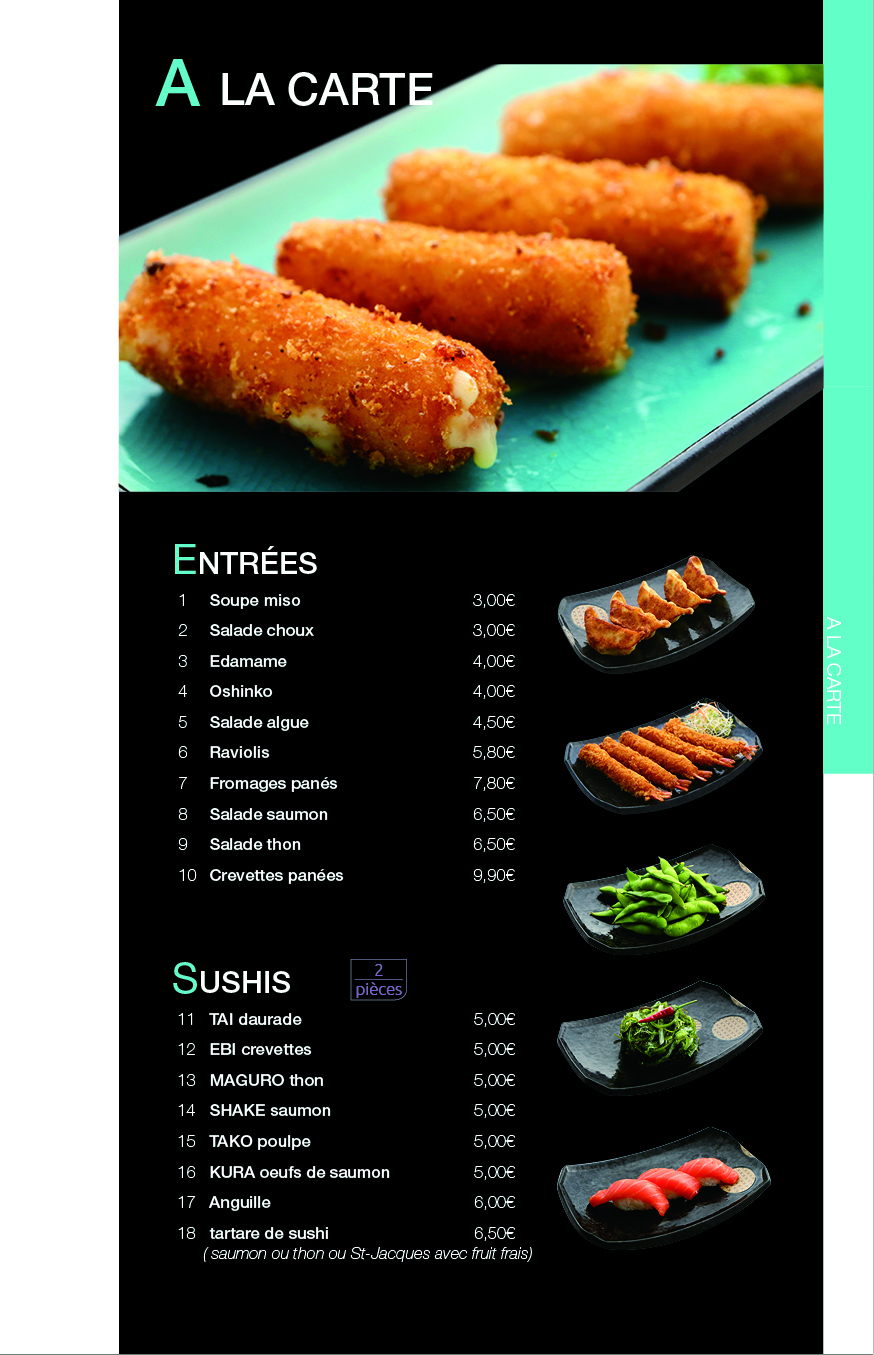 A LA CARTE
ENTRÉES
1 Soupe miso 3,00€
2 Salade choux 3,00€
3 Edamame 4,00€
4 Oshinko 4,00€
5 Salade algue 4,50€
6 Raviolis 5,80€
7 Fromages panés 7,80€
8 Salade saumon 6,50€
9 Salade thon 6,50€
10 Crevettes panées 9,90€
SUSHIS
2
pièces
11 TAI daurade 5,00€
12 EBI crevettes 5,00€
13 MAGURO thon 5,00€
14 SHAKE saumon 5,00€
15 TAKO poulpe 5,00€
16 KURA oeufs de saumon 5,00€
17 Anguille 6,00€
18 tartare de sushi 6,50€
( saumon ou thon ou St-Jacques avec fruit frais)
A LA CARTE